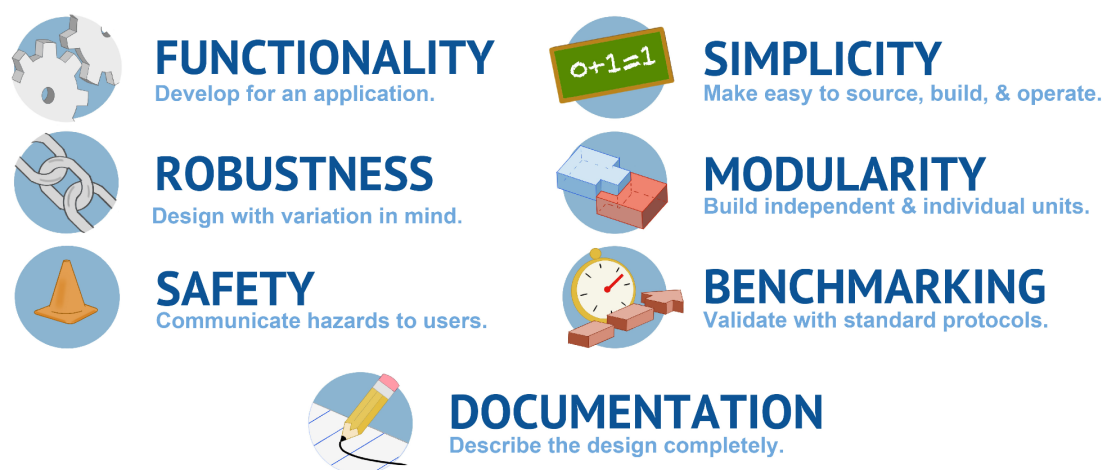 FUNCTIONALITY
Develop for an application.
0+1=1
SIMPLICITY
Make easy to source, build, & operate.
ROBUSTNESS
Design with variation in mind.
MODULARITY
Build independent & individual units.
SAFETY
Communicate hazards to users.
BENCHMARKING
Validate with standard protocols.
DOCUMENTATION
Describe the design completely.